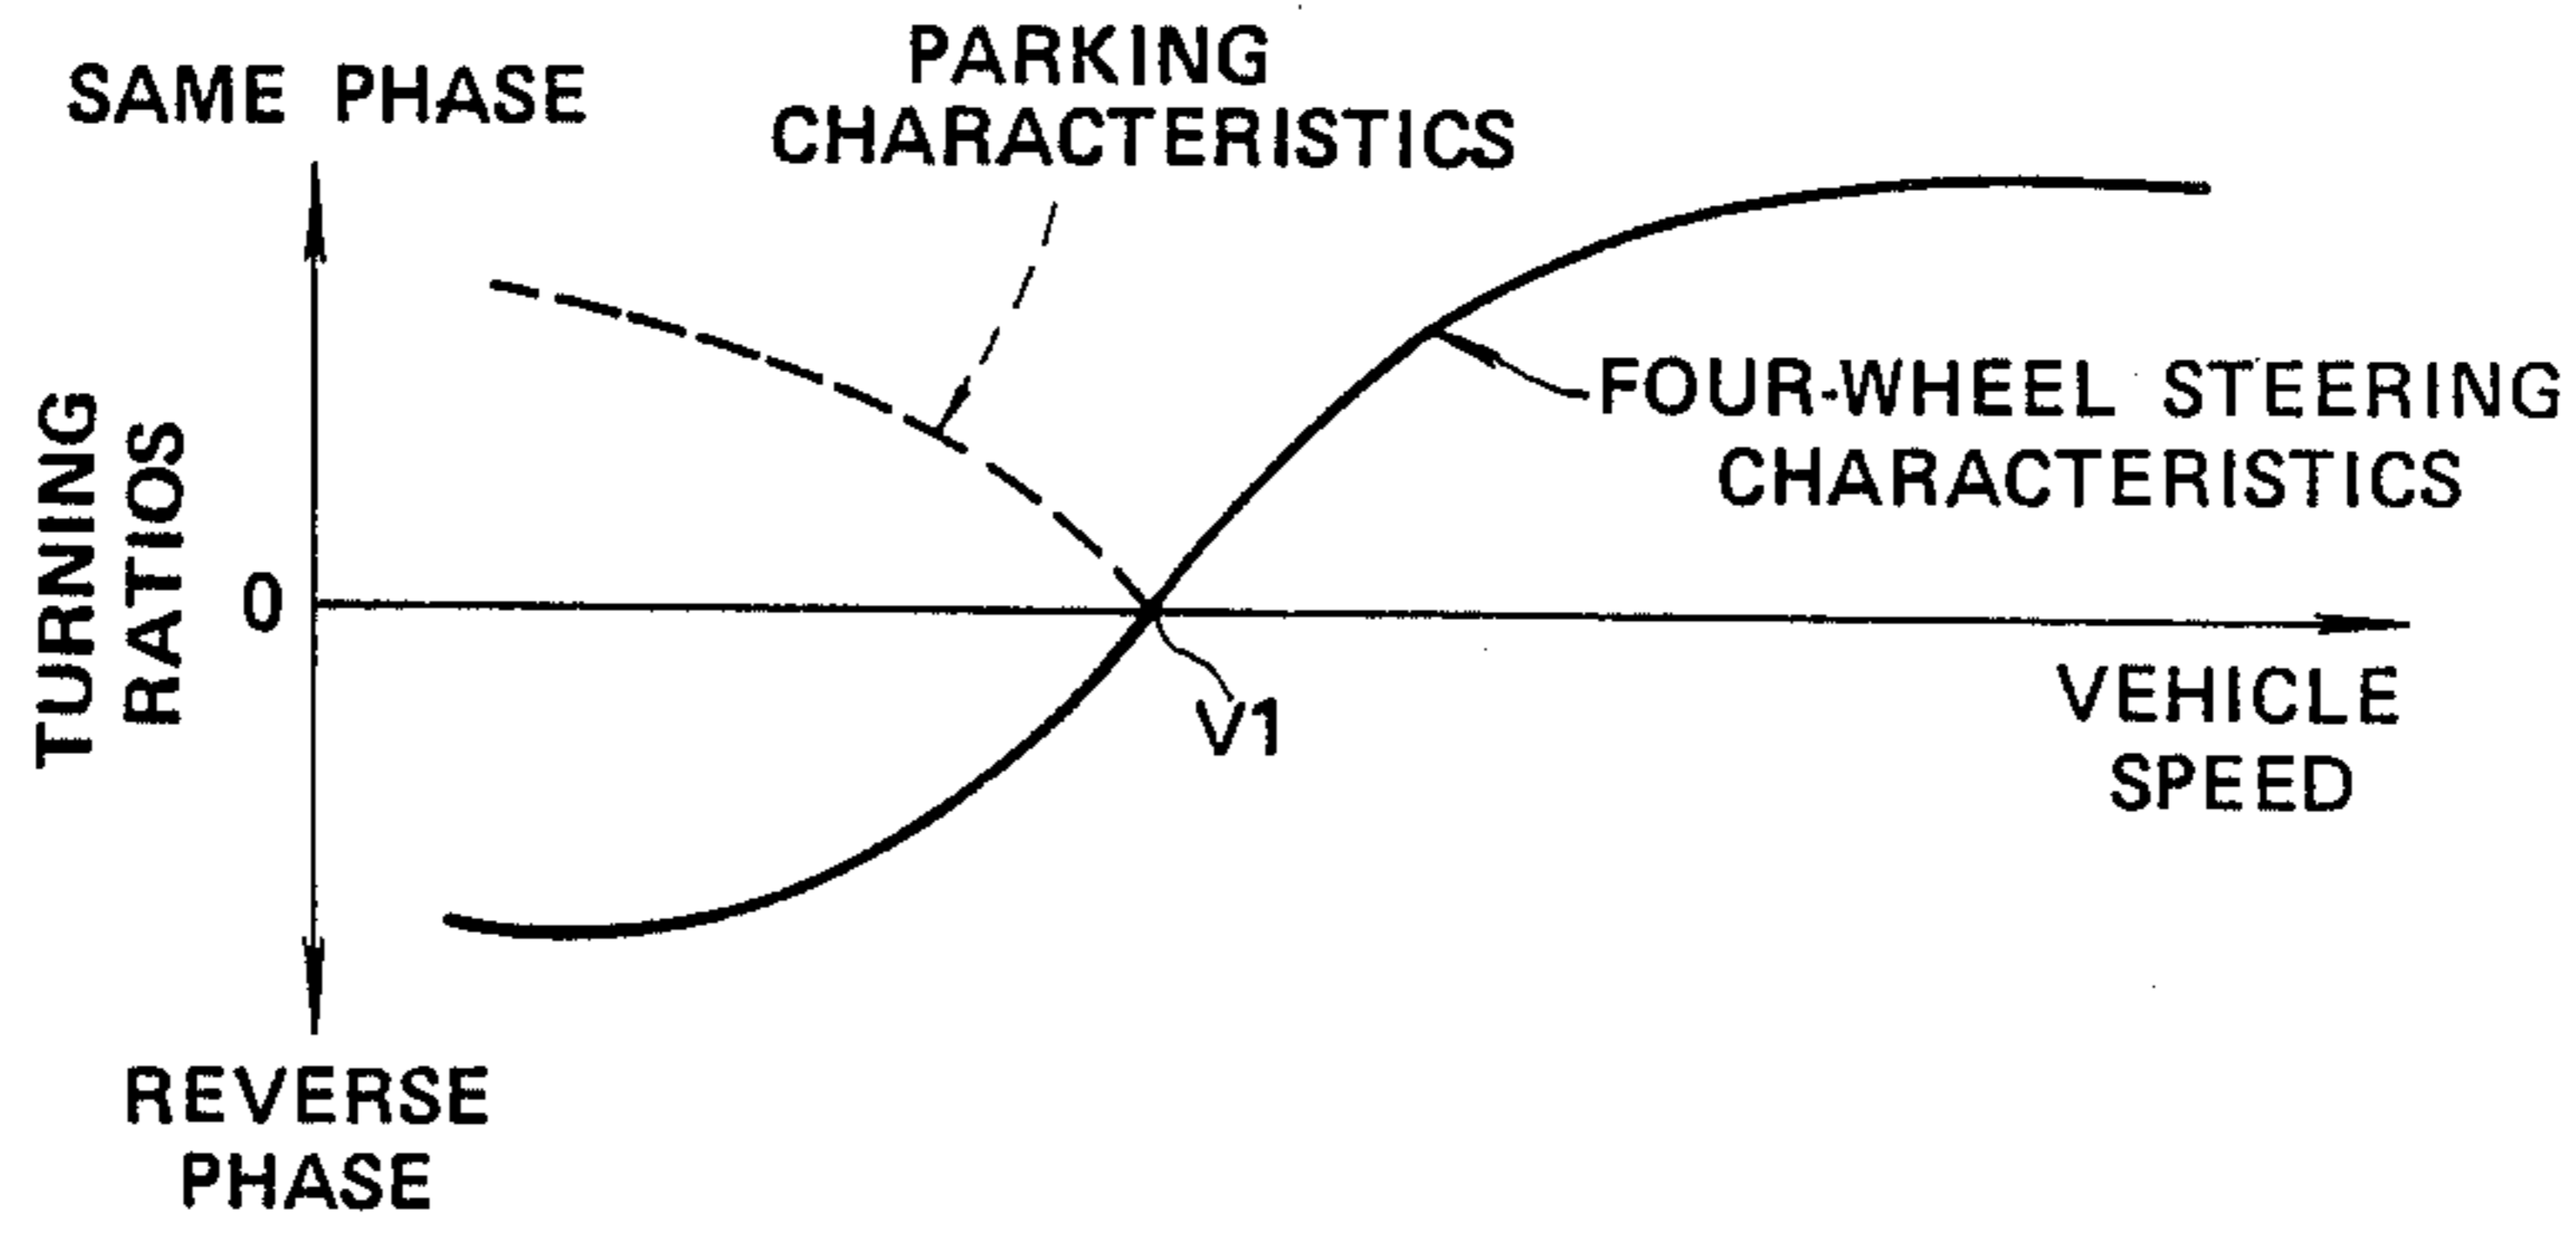 PARKING
CHARACTERISTICS
SAME PHASE
FOUR-WHEEL STEERING
CHARACTERISTICS
TURNING
RATIOS
0
V1
VEHICLE
SPEED
REVERSE
PHASE